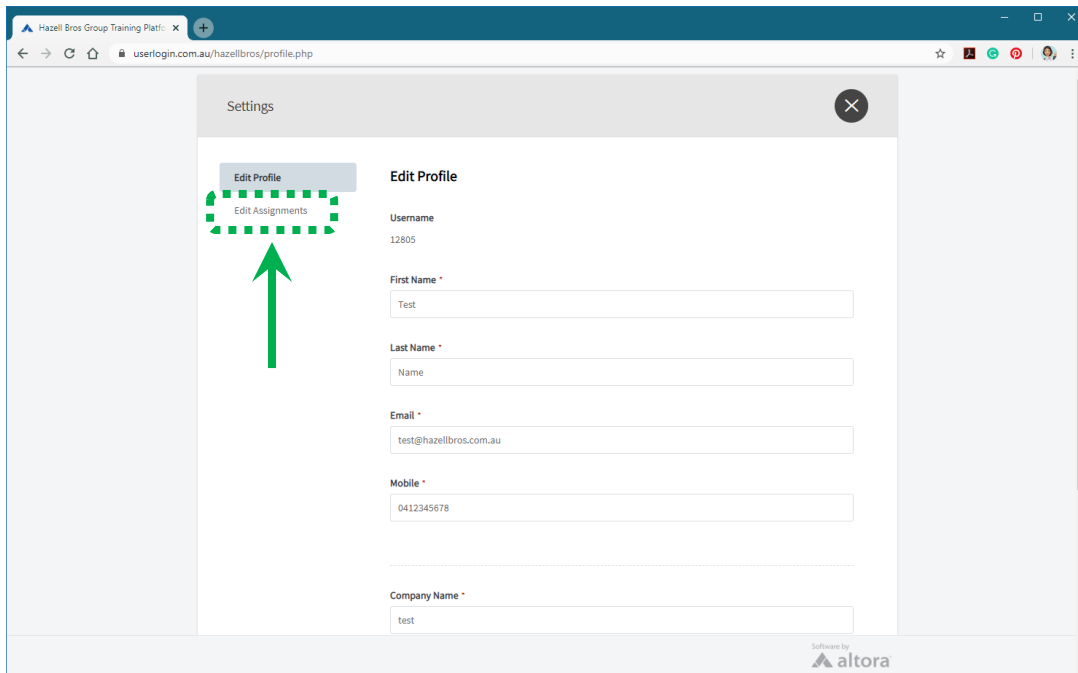 Hazell Bros Group Training Platfo
userlogin.com.au/hazellbros/profile.php
Settings
Edit Profile
Edit Assignments
Edit Profile
Username
12805
First Name *
Test
Last Name *
Name
Email *
test@hazellbros.com.au
Mobile *
0412345678
Company Name *
test
Software by
altora